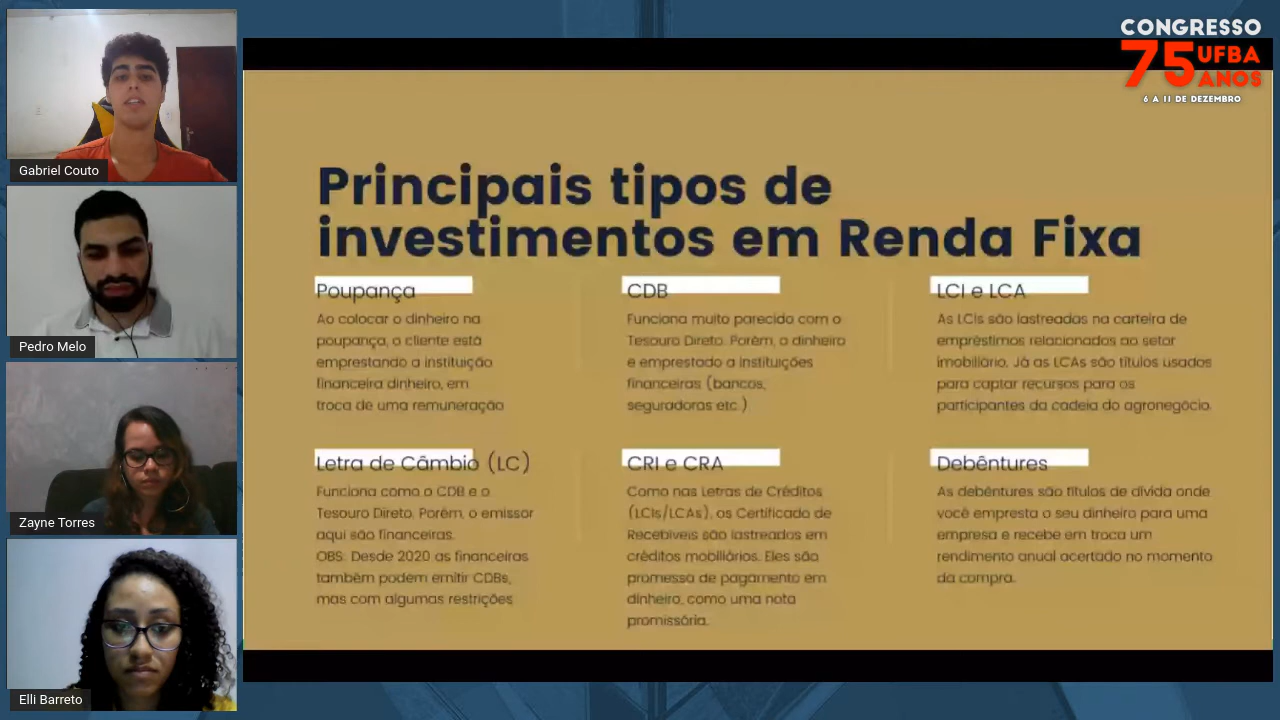 CONGRESSO
75 UFBA
ANOS
6 A 11 DE DEZEMBRO
Gabriel Couto
Pedro Melo
Zayne Torres
Elli Barreto
Principais tipos de
investimentos em Renda Fixa
Poupança
Ao colocar o dinheiro na
poupança, o cliente está
emprestando a instituição
financeira dinheiro, em
troca de uma remuneração
CDB
Funciona muito parecido com o
Tesouro Direto. Porém, o dinheiro
e emprestado a instituições
financeiras (bancos,
seguradoras etc.)
LCI e LCA
As LCIs são lastreadas na carteira de
empréstimos relacionados ao setor
imobiliário. Já as LCAs são títulos usados
para captar recursos para os
participantes da cadeia do agronegócio.
Letra de Câmbio (LC)
Funciona como o CDB e o
Tesouro Direto. Porém, o emissor
aqui são financeiras.
OBS: Desde 2020 as financeiras
também podem emitir CDBs,
mas com algumas restrições
CRI e CRA
Como nas Letras de Créditos
(LCIs/LCAs), os Certificado de
Recebíveis são lastreados em
créditos mobiliários. Eles são
promessa de pagamento em
dinheiro, como uma nota
promissória.
Debêntures
As debêntures são títulos de dívida onde
você empresta o seu dinheiro para uma
empresa e recebe em troca um
rendimento anual acertado no momento
da compra.